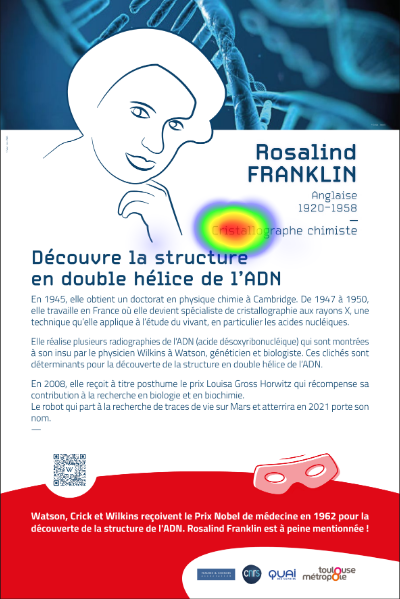 Rosalind
FRANKLIN
Anglaise
1920-1958
Cristallographe chimiste
Découvre la structure
en double hélice de l'ADN
En 1945, elle obtient un doctorat en physique chimie à Cambridge. De 1947 à 1950,
elle travaille en France où elle devient spécialiste de cristallographie aux rayons X, une
technique qu'elle applique à l'étude du vivant, en particulier les acides nucléiques.
Elle réalise plusieurs radiographies de l'ADN (acide désoxyribonucléique) qui sont montrées
à son insu par le physicien Wilkins à Watson, généticien et biologiste. Ces clichés sont
déterminants pour la découverte de la structure en double hélice de l'ADN.
En 2008, elle reçoit à titre posthume le prix Louisa Gross Horwitz qui récompense sa
contribution à la recherche en biologie et en biochimie.
Le robot qui part à la recherche de traces de vie sur Mars et atterrira en 2021 porte son
nom.
W
Watson, Crick et Wilkins reçoivent le Prix Nobel de médecine en 1962 pour la
découverte de la structure de l'ADN. Rosalind Franklin est à peine mentionnée !
cnrs
QUAI
toulouse
métropole